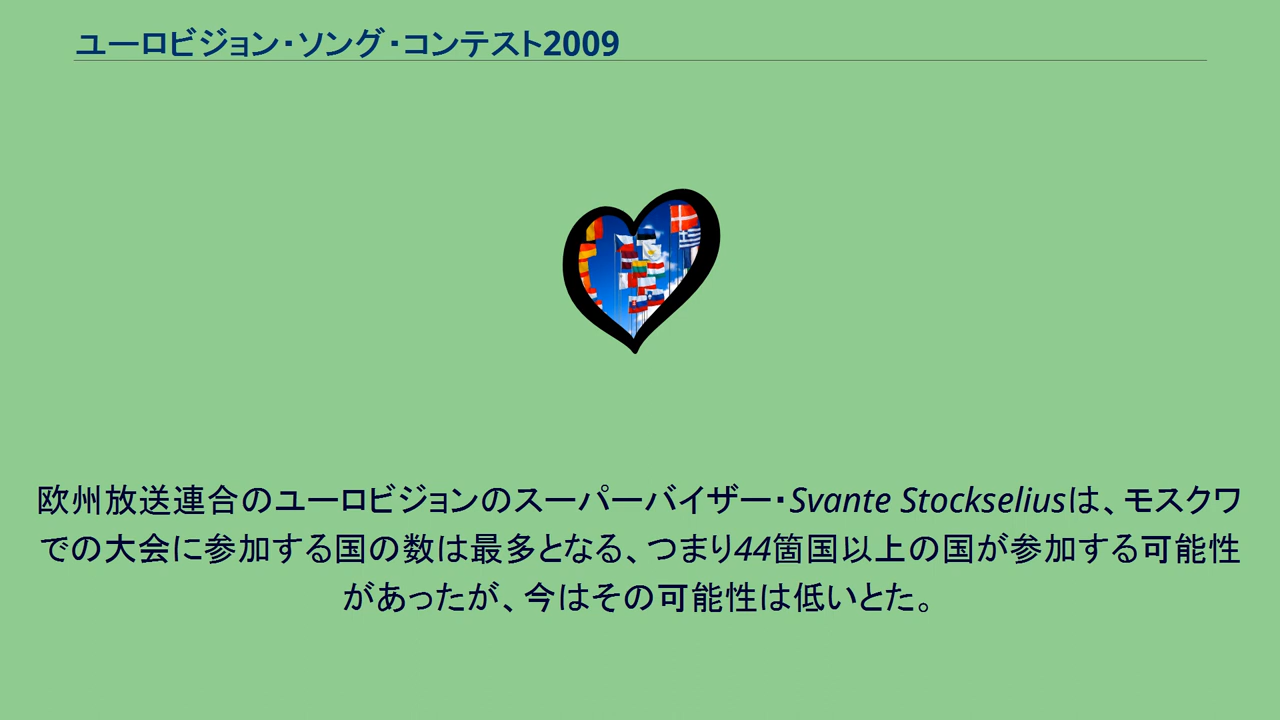 ユーロビジョン・ソング・コンテスト2009
欧州放送連合のユーロビジョンのスーパーバイザー・Svante Stockseliusは、モスクワ
での大会に参加する国の数は最多となる、つまり44箇国以上の国が参加する可能性
があったが、今はその可能性は低いとた。